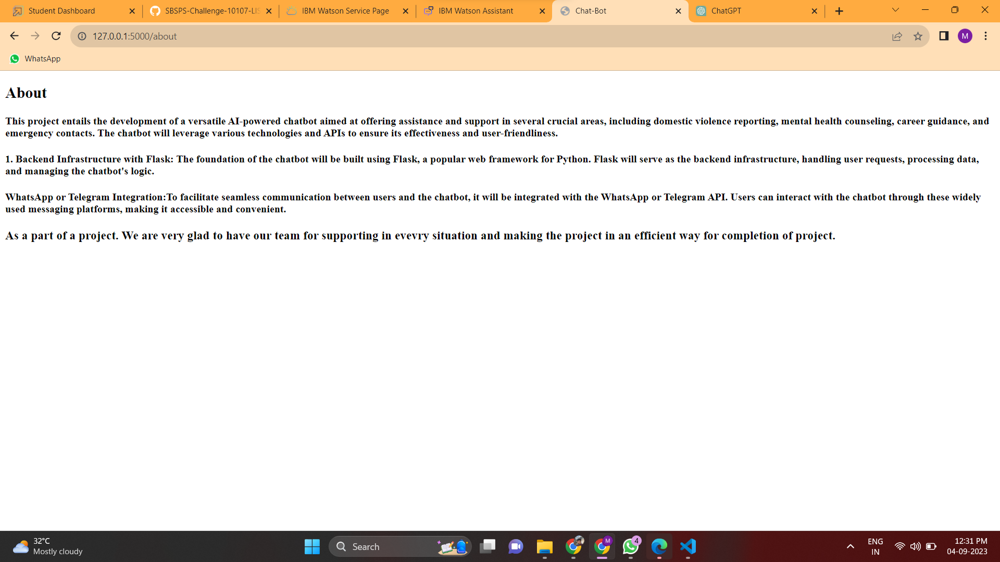 Student Dashboard
SBSPS-Challenge-10107-LIS
IBM Watson Service Page
IBM Watson Assistant
Chat-Bot
ChatGPT
127.0.0.1:5000/about
M
WhatsApp
About
This project entails the development of a versatile AI-powered chatbot aimed at offering assistance and support in several crucial areas, including domestic violence reporting, mental health counseling, career guidance, and
emergency contacts. The chatbot will leverage various technologies and APIs to ensure its effectiveness and user-friendliness.
1. Backend Infrastructure with Flask: The foundation of the chatbot will be built using Flask, a popular web framework for Python. Flask will serve as the backend infrastructure, handling user requests, processing data,
and managing the chatbot's logic.
WhatsApp or Telegram Integration:To facilitate seamless communication between users and the chatbot, it will be integrated with the WhatsApp or Telegram API. Users can interact with the chatbot through these widely
used messaging platforms, making it accessible and convenient.
As a part of a project. We are very glad to have our team for supporting in evevry situation and making the project in an efficient way for completion of project.
32°C
Mostly cloudy
Search
M
4
ENG
IN
12:31 PM
04-09-2023